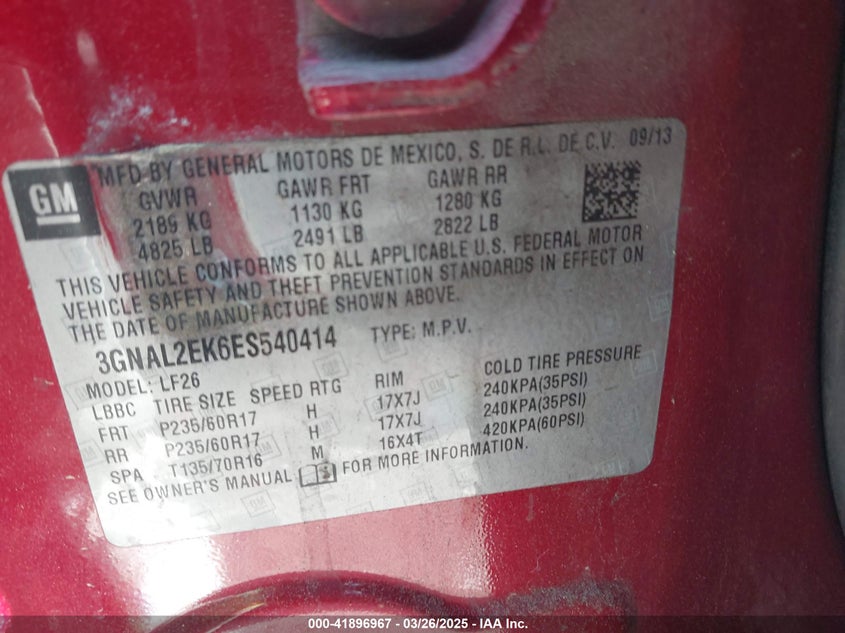 GM
MFD BY GENERAL MOTORS DE MEXICO, S. DE R.L. DE C.V. 09/13
GVWR GAWR FRT GAWR RR
2189 KG 1130 KG 1280 KG
4825 LB 2491 LB 2822 LB
THIS VEHICLE CONFORMS TO ALL APPLICABLE U.S. FEDERAL MOTOR
VEHICLE SAFETY AND THEFT PREVENTION STANDARDS IN EFFECT ON
THE DATE OF MANUFACTURE SHOWN ABOVE.
3GNAL2EK6ES540414 TYPE: M.P.V.
MODEL: LF26
LBBC TIRE SIZE SPEED RTG RIM COLD TIRE PRESSURE
FRT P235/60R17 H 17X7J 240KPA(35PSI)
RR P235/60R17 H 17X7J 240KPA(35PSI)
SPA T135/70R16 M 16X4T 420KPA(60PSI)
SEE OWNER'S MANUAL FOR MORE INFORMATION.
000-41896967 - 03/26/2025 - IAA Inc.